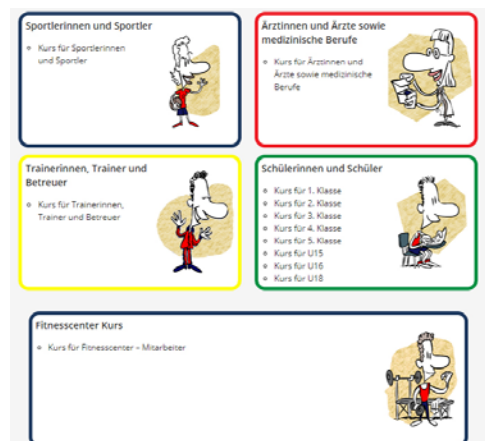 Sportlerinnen und Sportler
Kurs für Sportlerinnen
und Sportler
Ärztinnen und Ärzte sowie
medizinische Berufe
Kurs für Ärztinnen und
Ärzte sowie medizinische
Berufe
Trainerinnen, Trainer und
Betreuer
Kurs für Trainerinnen,
Trainer und Betreuer
Schülerinnen und Schüler
Kurs für 1. Klasse
Kurs für 2. Klasse
Kurs für 3. Klasse
Kurs für 4. Klasse
Kurs für 5. Klasse
Kurs für U15
Kurs für U16
Kurs für U18
Fitnesscenter Kurs
Kurs für Fitnesscenter – Mitarbeiter